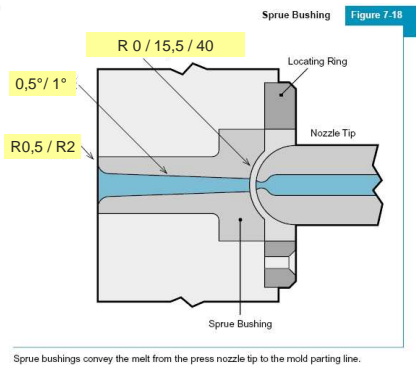 Sprue Bushing Figure 7-18
R 0 / 15,5 / 40
Locating Ring
0,5°/ 1°
Nozzle Tip
R0,5 / R2
Sprue Bushing
Sprue bushings convey the melt from the press nozzle tip to the mold parting line.